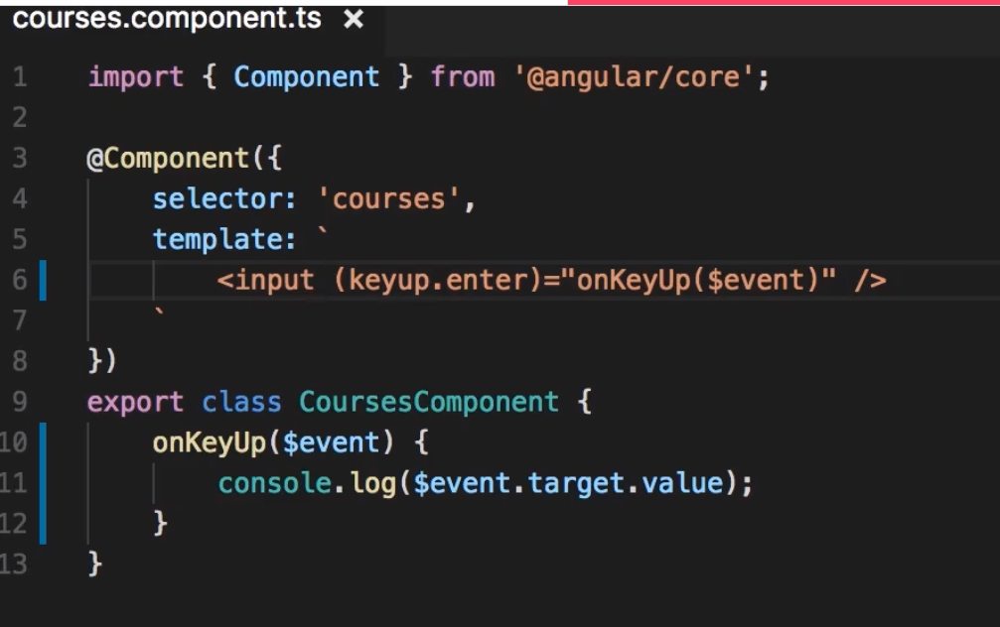 courses.component.ts ×
1 import { Component } from '@angular/core';
2
3 @Component({
4     selector: 'courses',
5     template: `
6         <input (keyup.enter)="onKeyUp($event)" />
7     `
8 })
9 export class CoursesComponent {
10     onKeyUp($event) {
11         console.log($event.target.value);
12     }
13 }